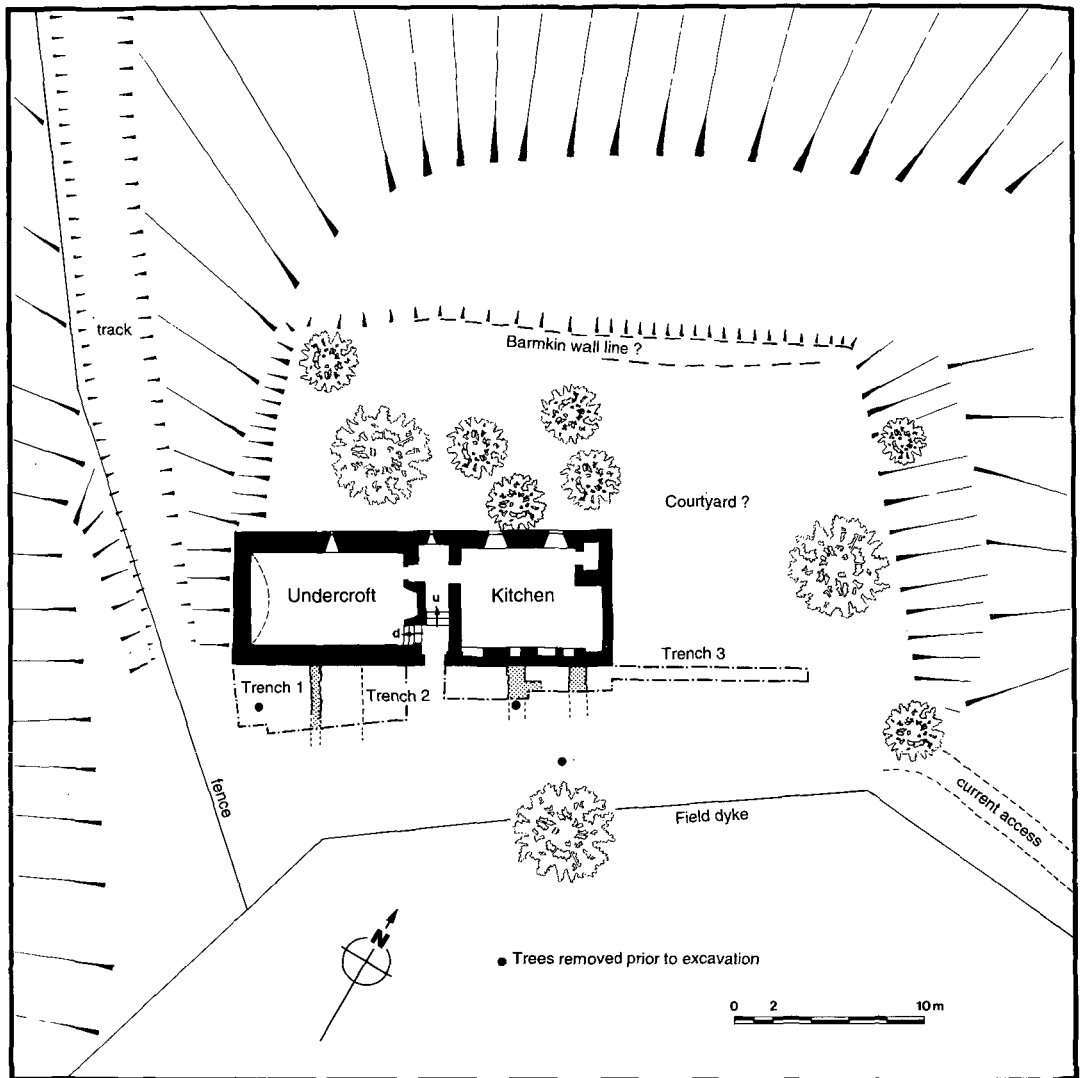 track
Barmkin wall line ?
Courtyard ?
Undercroft
u
d
Kitchen
Trench 1
Trench 2
Trench 3
fence
Field dyke
current access
N
Trees removed prior to excavation
0 2 10m